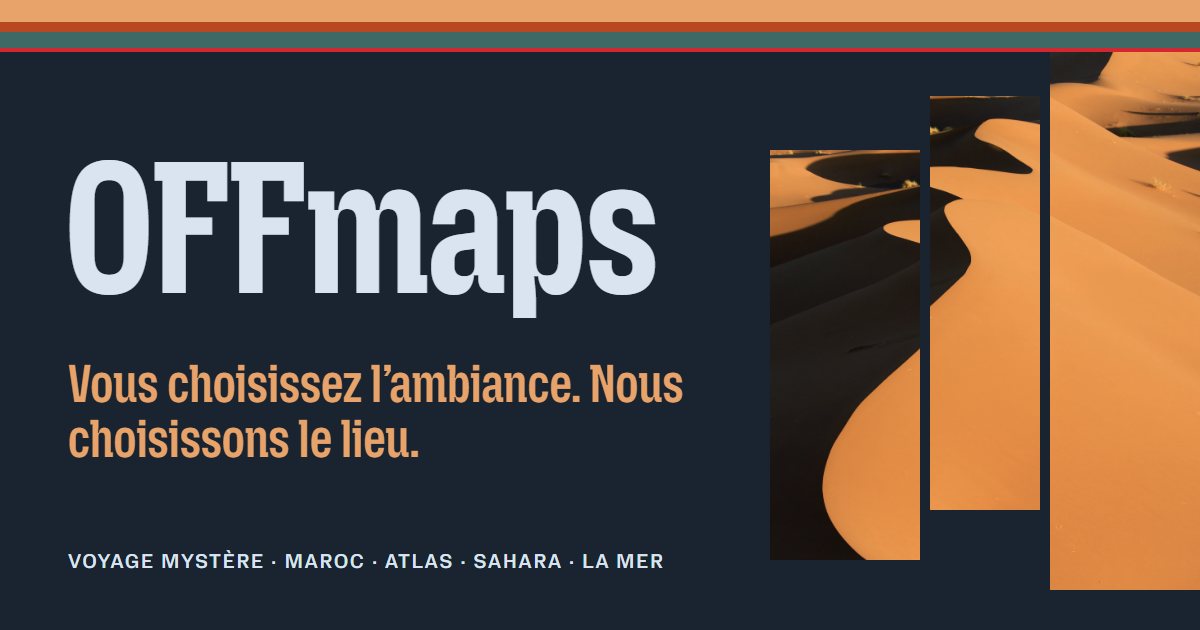 OFFmaps
Vous choisissez l’ambiance. Nous
choisissons le lieu.
VOYAGE MYSTÈRE · MAROC · ATLAS · SAHARA · LA MER